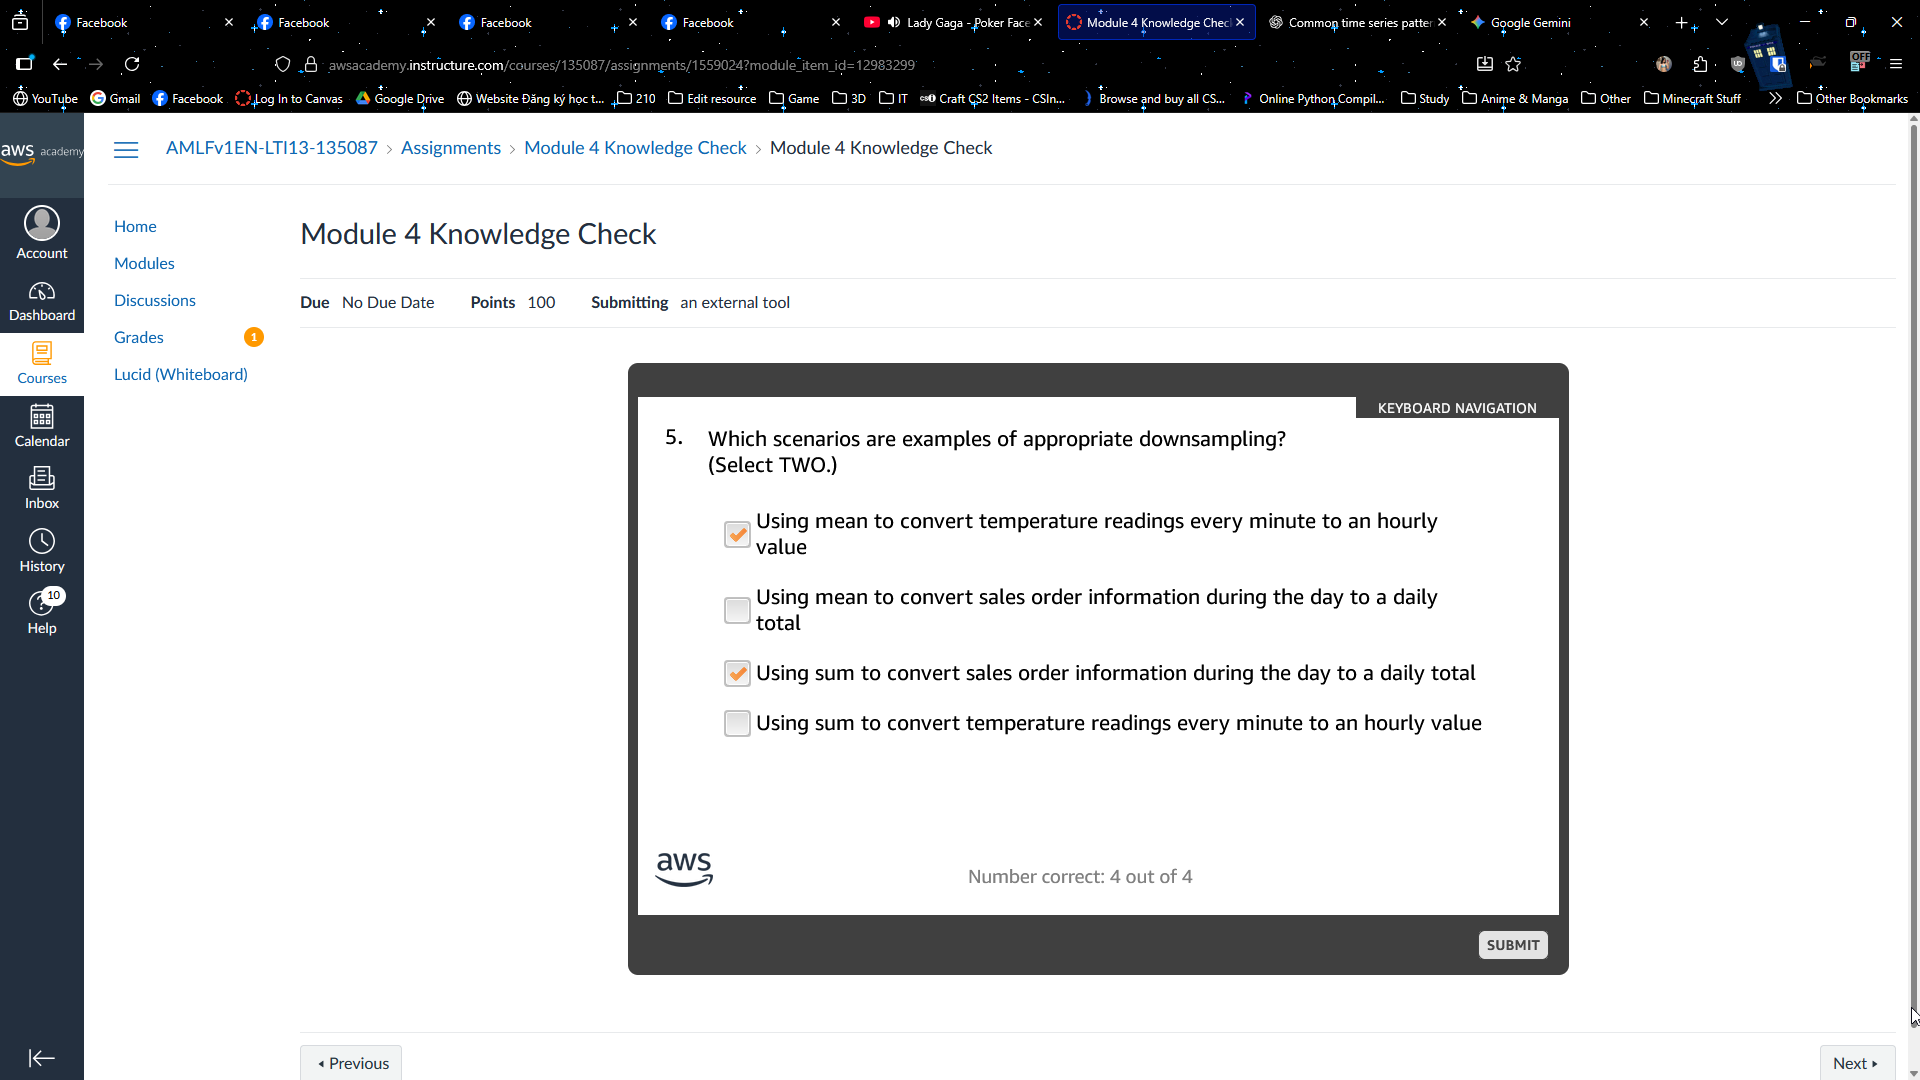 Facebook
Facebook
Facebook
Facebook
Lady Gaga - Poker Face
Module 4 Knowledge Chec
Common time series patter
Google Gemini
awsacademy.instructure.com/courses/135087/assignments/1559024?module_item_id=12983299
OFF
YouTube
Gmail
Facebook
Log In to Canvas
Google Drive
Website Đăng ký học t...
210
Edit resource
Game
3D
IT
Craft CS2 Items - CSIn...
Browse and buy all CS...
Online Python Compil...
Study
Anime & Manga
Other
Minecraft Stuff
Other Bookmarks
aws academy
AMLFv1EN-LTI13-135087 › Assignments › Module 4 Knowledge Check › Module 4 Knowledge Check
Account
Dashboard
Courses
Calendar
Inbox
History
10
Help
Home
Modules
Discussions
Grades 1
Lucid (Whiteboard)
Module 4 Knowledge Check
Due No Due Date Points 100 Submitting an external tool
KEYBOARD NAVIGATION
5. Which scenarios are examples of appropriate downsampling?
(Select TWO.)
Using mean to convert temperature readings every minute to an hourly
value
Using mean to convert sales order information during the day to a daily
total
Using sum to convert sales order information during the day to a daily total
Using sum to convert temperature readings every minute to an hourly value
aws
Number correct: 4 out of 4
SUBMIT
Previous
Next